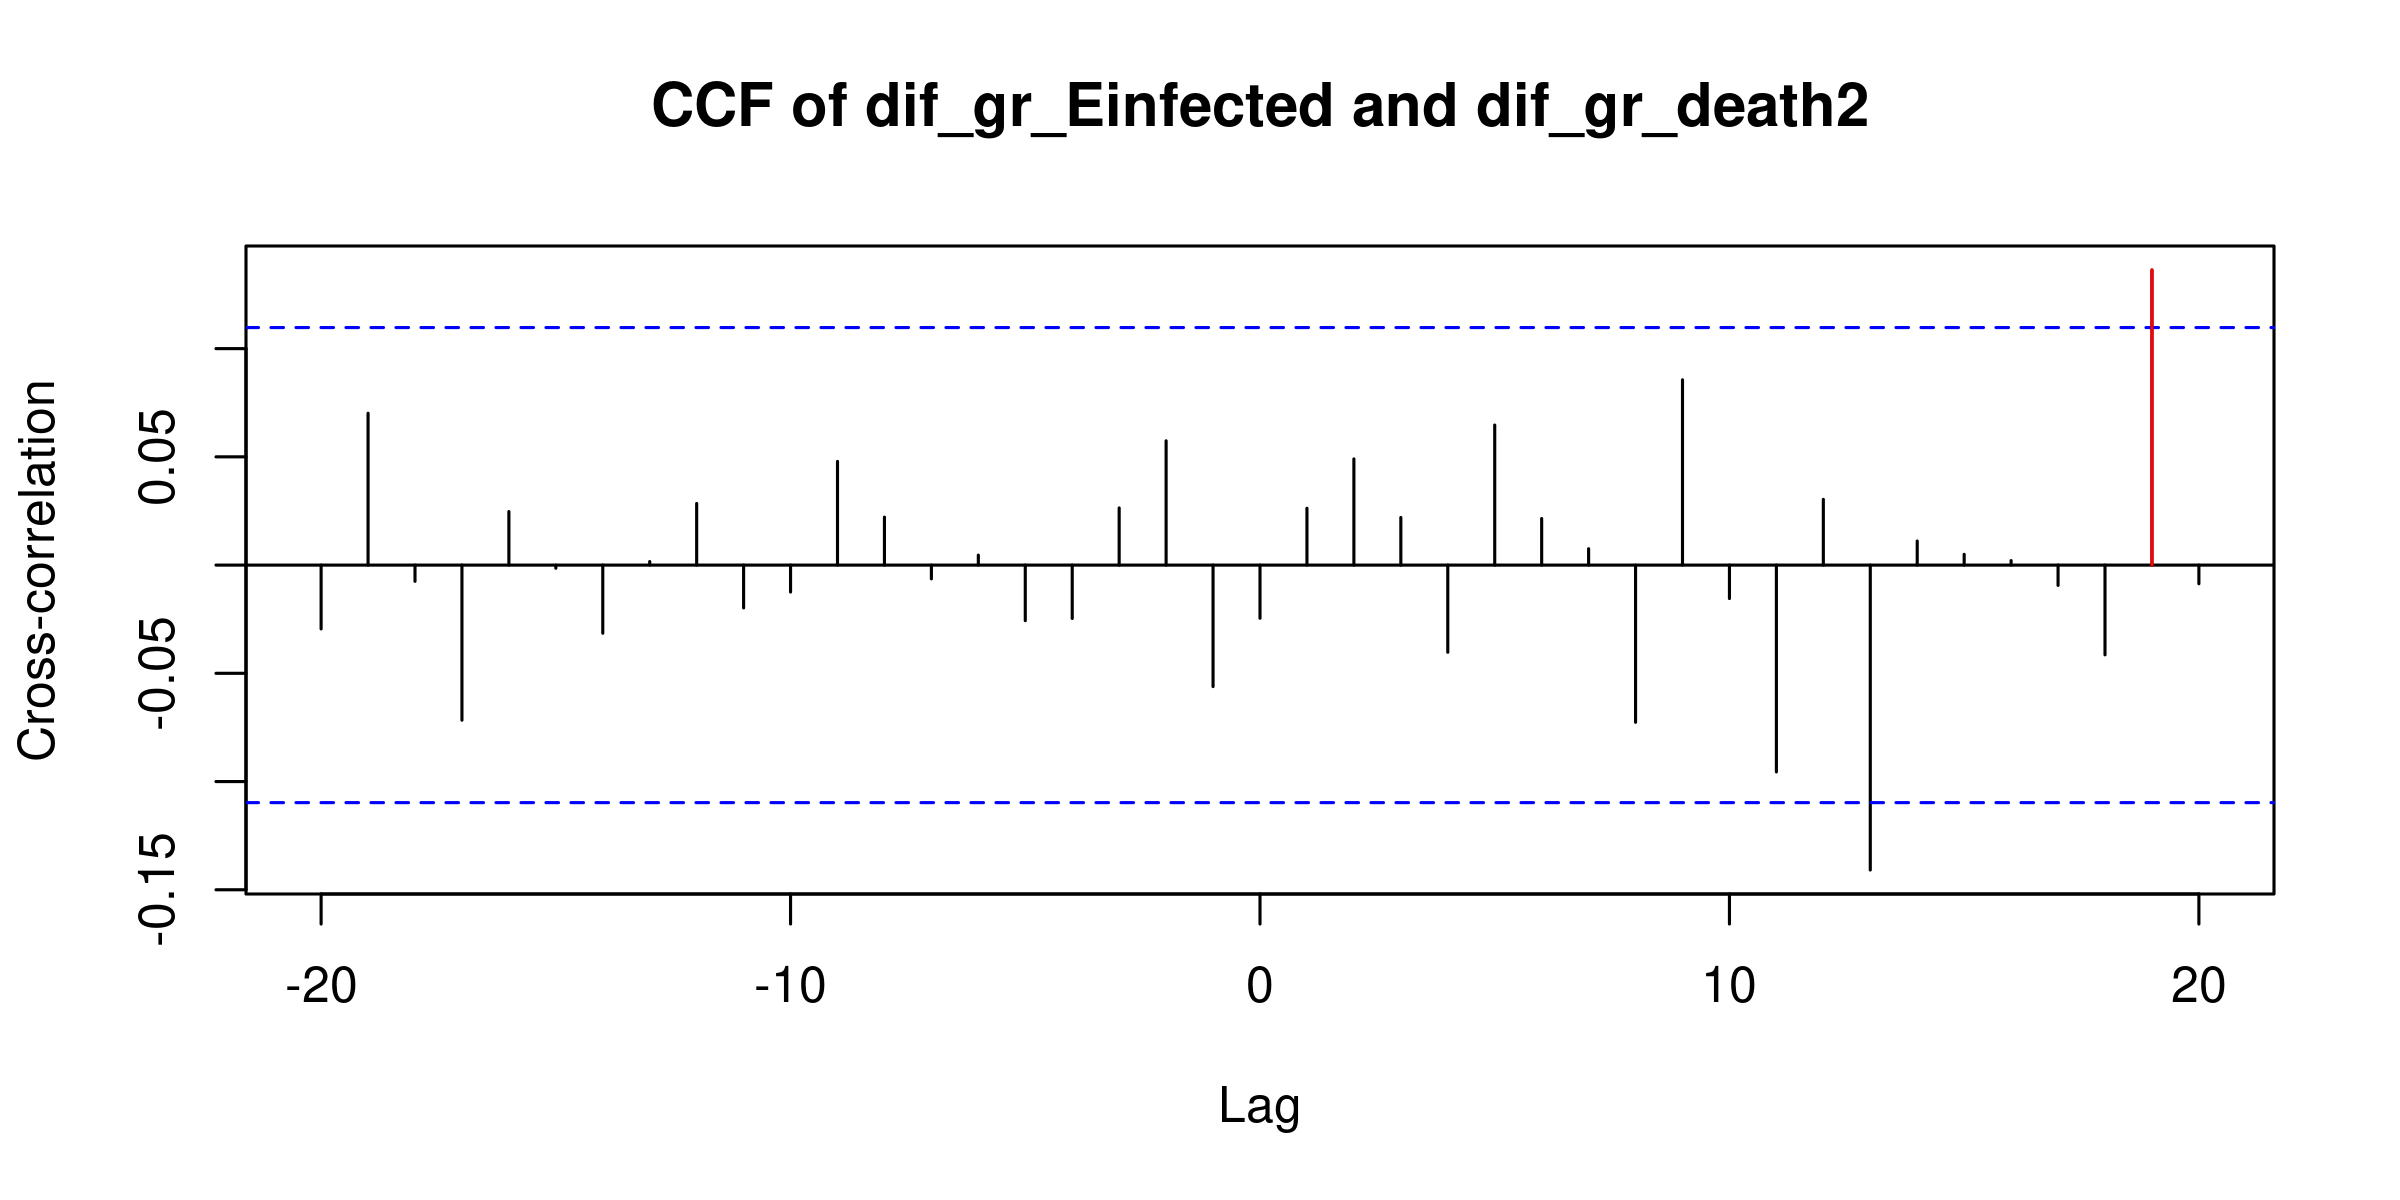 CCF of dif_gr_Einfected and dif_gr_death2
Cross-correlation
0.05
-0.05
-0.15
-20 -10 0 10 20
Lag